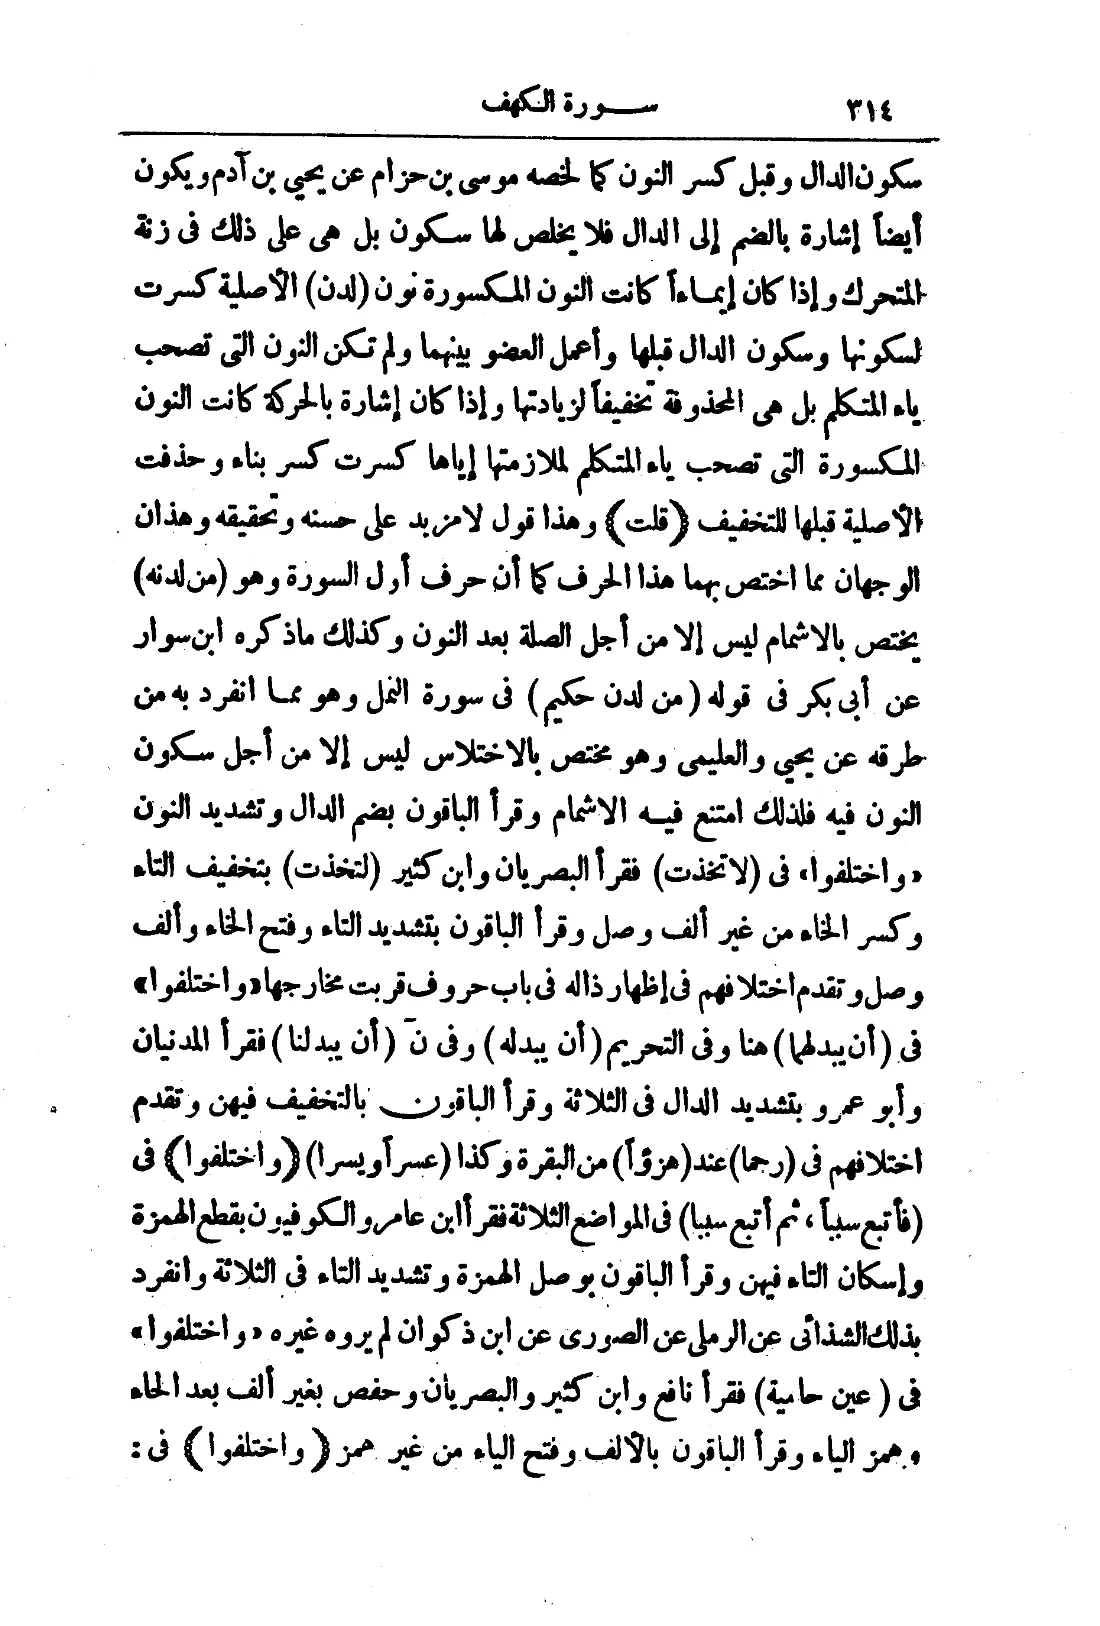 ٣١٤ ســورة الكهف
سكون الدال وقبل كسر النون كما لخصه موسى بن حزام عن يحيي بن آدم ويكون
أيضاً إشارة بالضم إلى الدال فلا يخلص لها سكون بل هى على ذلك فى زنة
المتحرك وإذا كان إيماءاً كانت النون المكسورة نون (لدن) الأصلية كسرت
لسكونها وسكون الدال قبلها وأعمل العضو بينهما ولم تكن النون التى تصحب
ياء المتكلم بل هى المحذوفة تخفيفاً لزيادتها وإذا كان إشارة بالحركة كانت النون
المكسورة التى تصحب ياء المتكلم لملازمتها إياها كسرت كسر بناء وحذفت
الأصلية قبلها للتخفيف (قلت) وهذا قول لامزيد على حسنه وتحقيقه وهذان
الوجهان مما اختص بهما هذا الحرف كما أن حرف أول السورة وهو (من لدنه)
يختص بالاشمام ليس إلا من أجل الصلة بعد النون وكذلك ماذكره ابن سوار
عن أبى بكر فى قوله (من لدن حكيم) فى سورة النمل وهو مما انفرد به من
طرقه عن يحيي والعليمى وهو مختص بالاختلاس ليس إلا من أجل سكون
النون فيه فلذلك امتنع فيه الاشمام وقرأ الباقون بضم الدال وتشديد النون
«واختلفوا» فى (لاتخذت) فقرأ البصريان وابن كثير (لتخذت) بتخفيف التاء
وكسر الخاء من غير ألف وصل وقرأ الباقون بتشديد التاء وفتح الخاء وألف
وصل وتقدم اختلافهم فى إظهار ذاله فى باب حروف قربت مخارجها «واختلفوا»
فى (أن يبدلهما) هنا وفى التحريم (أن يبدله) وفى نٓ (أن يبدلنا) فقرأ المدنيان
وأبو عمرو بتشديد الدال فى الثلاثة وقرأ الباقون بالتخفيف فيهن وتقدم
اختلافهم فى (رحما) عند (هزؤاً) من البقرة وكذا (عسراً ويسرا) (واختلفوا) فى
(فأتبع سبباً، ثم أتبع سببا) فى المواضع الثلاثة فقرأ ابن عامر والكوفيون بقطع الهمزة
وإسكان التاء فيهن وقرأ الباقون بوصل الهمزة وتشديد التاء فى الثلاثة وانفرد
بذلك الشذائى عن الرملى عن الصورى عن ابن ذكوان لم يروه غيره «واختلفوا»
فى (عين حامية) فقرأ نافع وابن كثير والبصريان وحفص بغير ألف بعد الحاء
وهمز الياء وقرأ الباقون بالألف وفتح الياء من غير همز (واختلفوا) فى: